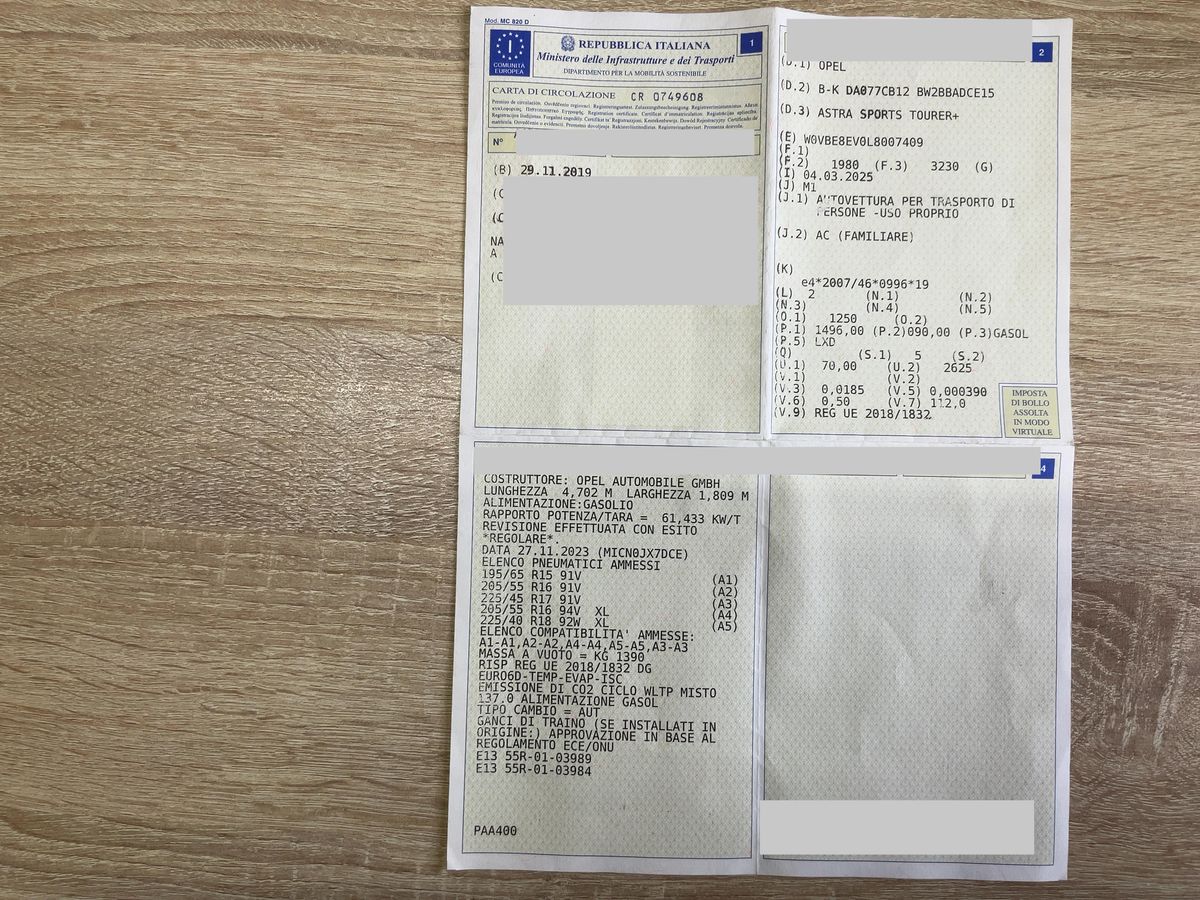 Mod. MC 820 D
I
COMUNITÀ
EUROPEA
REPUBBLICA ITALIANA
Ministero delle Infrastrutture e dei Trasporti
DIPARTIMENTO PER LA MOBILITÀ SOSTENIBILE
1
CARTA DI CIRCOLAZIONE CR 0749608
N°
(B) 29.11.2019
NA
A
2
(D.1) OPEL
(D.2) B-K DA077CB12 BW2BBADCE15
(D.3) ASTRA SPORTS TOURER+
(E) W0VBE8EV0L8007409
(F.1)
(F.2) 1980 (F.3) 3230 (G)
(I) 04.03.2025
(J) M1
(J.1) AUTOVETTURA PER TRASPORTO DI
PERSONE -USO PROPRIO
(J.2) AC (FAMILIARE)
(K)
e4*2007/46*0996*19
(L) 2 (N.1) (N.2)
(N.3) (N.4) (N.5)
(O.1) 1250 (O.2)
(P.1) 1496,00 (P.2)090,00 (P.3)GASOL
(P.5) LXD
(Q) (S.1) 5 (S.2)
(U.1) 70,00 (U.2) 2625
(V.1) (V.2)
(V.3) 0,0185 (V.5) 0,000390
(V.6) 0,50 (V.7) 112,0
(V.9) REG UE 2018/1832
IMPOSTA
DI BOLLO
ASSOLTA
IN MODO
VIRTUALE
COSTRUTTORE: OPEL AUTOMOBILE GMBH
LUNGHEZZA 4,702 M LARGHEZZA 1,809 M
ALIMENTAZIONE:GASOLIO
RAPPORTO POTENZA/TARA = 61,433 KW/T
REVISIONE EFFETTUATA CON ESITO
*REGOLARE*.
DATA 27.11.2023 (MICN0JX7DCE)
ELENCO PNEUMATICI AMMESSI
195/65 R15 91V (A1)
205/55 R16 91V (A2)
225/45 R17 91V (A3)
205/55 R16 94V XL (A4)
225/40 R18 92W XL (A5)
ELENCO COMPATIBILITA' AMMESSE:
A1-A1,A2-A2,A4-A4,A5-A5,A3-A3
MASSA A VUOTO = KG 1390
RISP REG UE 2018/1832 DG
EURO6D-TEMP-EVAP-ISC
EMISSIONE DI CO2 CICLO WLTP MISTO
137.0 ALIMENTAZIONE GASOL
TIPO CAMBIO = AUT
GANCI DI TRAINO (SE INSTALLATI IN
ORIGINE:) APPROVAZIONE IN BASE AL
REGOLAMENTO ECE/ONU
E13 55R-01-03989
E13 55R-01-03984
PAA400
4